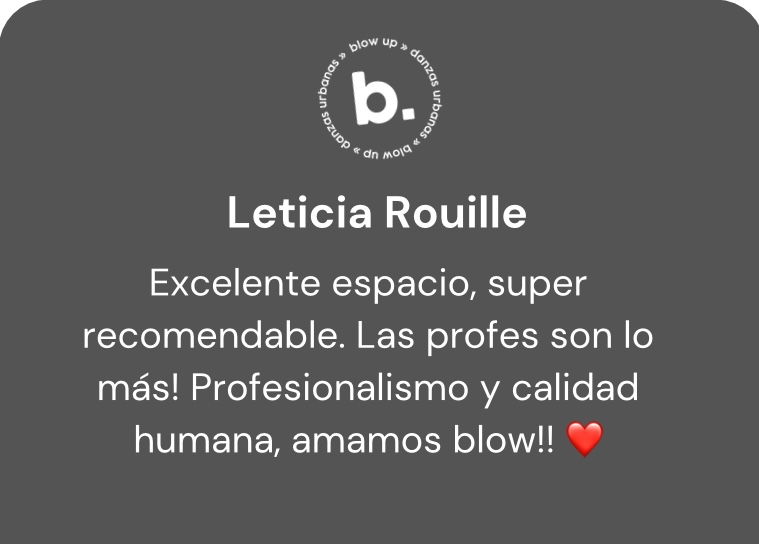 » blow up » danzas urbanas » blow up » danzas urbanas
b.
Leticia Rouille
Excelente espacio, super
recomendable. Las profes son lo
más! Profesionalismo y calidad
humana, amamos blow!! ❤️